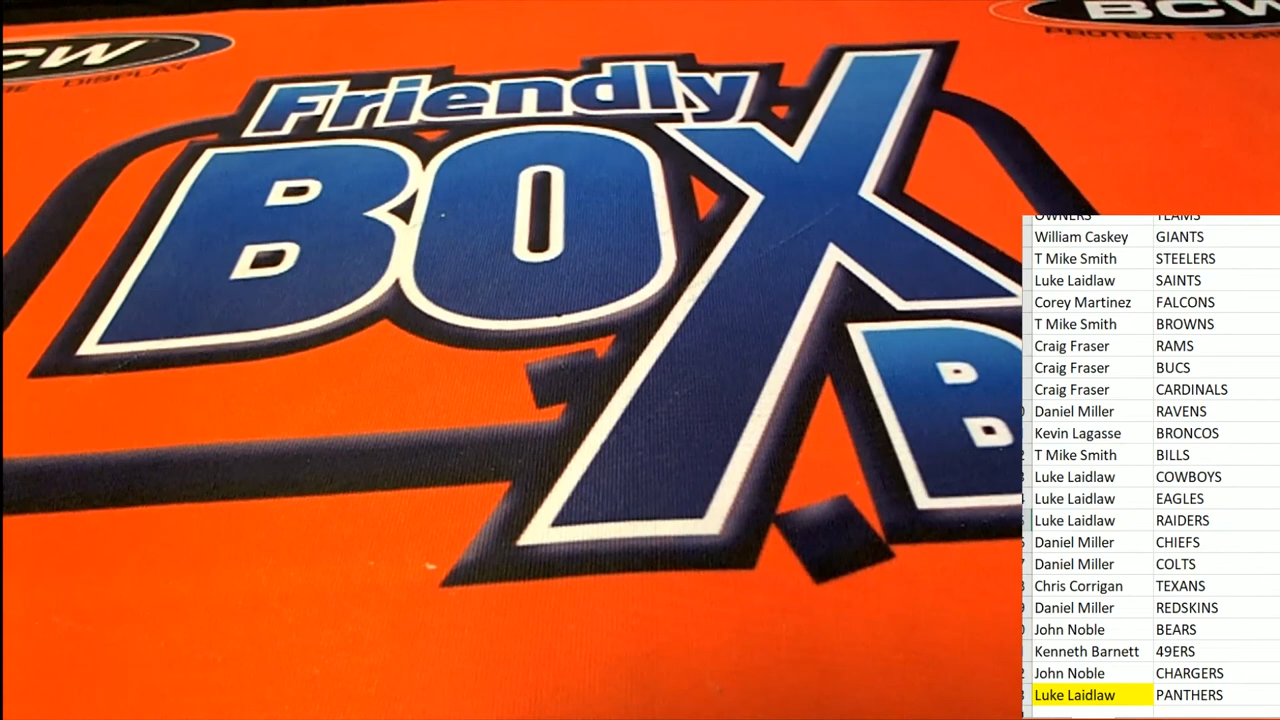 CW
DISPLAY
BCW
PROTECT . STO
Friendly
BOX
B
OWNERS TEAMS
William Caskey GIANTS
T Mike Smith STEELERS
Luke Laidlaw SAINTS
Corey Martinez FALCONS
T Mike Smith BROWNS
Craig Fraser RAMS
Craig Fraser BUCS
Craig Fraser CARDINALS
Daniel Miller RAVENS
Kevin Lagasse BRONCOS
T Mike Smith BILLS
Luke Laidlaw COWBOYS
Luke Laidlaw EAGLES
Luke Laidlaw RAIDERS
Daniel Miller CHIEFS
Daniel Miller COLTS
Chris Corrigan TEXANS
Daniel Miller REDSKINS
John Noble BEARS
Kenneth Barnett 49ERS
John Noble CHARGERS
Luke Laidlaw PANTHERS